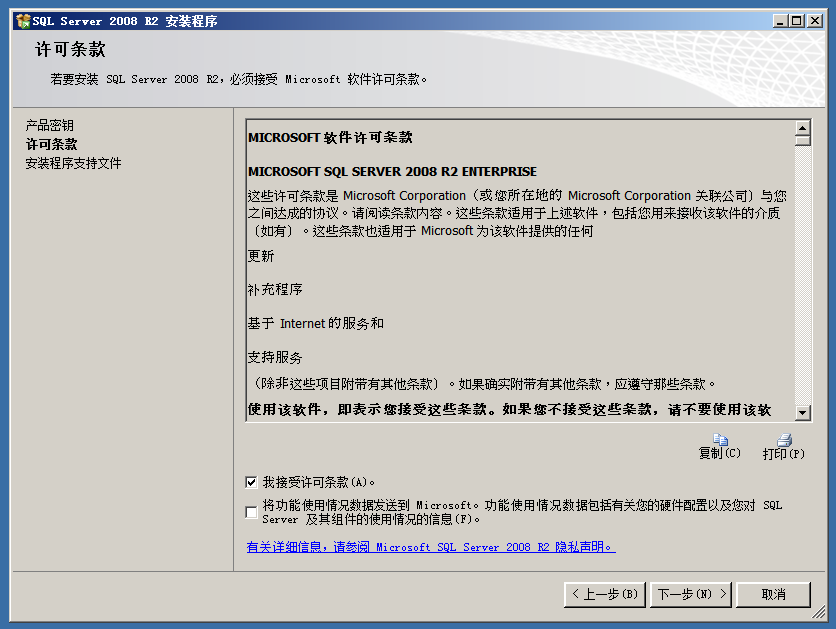 SQL Server 2008 R2 安装程序
许可条款
若要安装 SQL Server 2008 R2，必须接受 Microsoft 软件许可条款。
产品密钥
许可条款
安装程序支持文件
MICROSOFT 软件许可条款
MICROSOFT SQL SERVER 2008 R2 ENTERPRISE
这些许可条款是 Microsoft Corporation（或您所在地的 Microsoft Corporation 关联公司）与您
之间达成的协议。请阅读条款内容。这些条款适用于上述软件，包括您用来接收该软件的介质
（如有）。这些条款也适用于 Microsoft 为该软件提供的任何
更新
补充程序
基于 Internet 的服务和
支持服务
（除非这些项目附带有其他条款）。如果确实附带有其他条款，应遵守那些条款。
使用该软件，即表示您接受这些条款。如果您不接受这些条款，请不要使用该软
复制(C)
打印(P)
我接受许可条款(A)。
将功能使用情况数据发送到 Microsoft。功能使用情况数据包括有关您的硬件配置以及您对 SQL
Server 及其组件的使用情况的信息(F)。
有关详细信息，请参阅 Microsoft SQL Server 2008 R2 隐私声明。
< 上一步(B)
下一步(N) >
取消